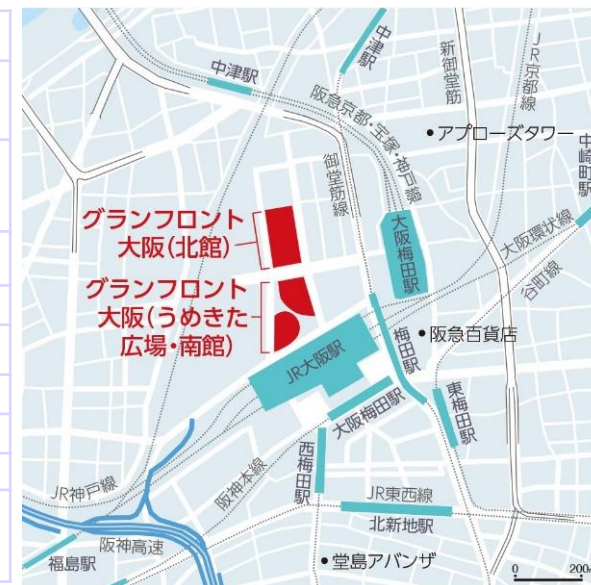 中津駅
中津駅
新御堂筋
JR京都線
阪急京都・宝塚・神戸線
アプローズタワー
中崎町駅
御堂筋線
グランフロント
大阪(北館)
大阪梅田駅
大阪環状線
谷町線
グランフロント
大阪(うめきた
広場・南館)
梅田駅
阪急百貨店
JR大阪駅
大阪梅田駅
東梅田駅
西梅田駅
阪神本線
JR神戸線
JR東西線
北新地駅
阪神高速
福島駅
堂島アバンザ
0
200